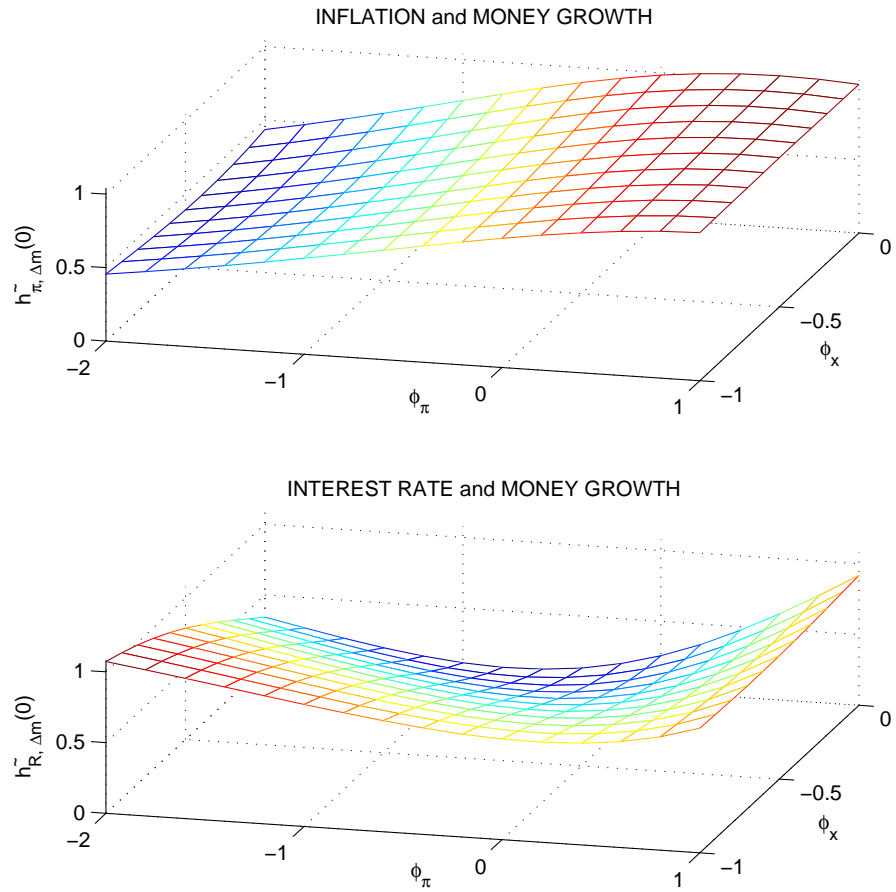 INFLATION and MONEY GROWTH
h~π, Δm(0)
1
0.5
0
−2
−1
0
1
ϕπ
−1
−0.5
0
ϕx
INTEREST RATE and MONEY GROWTH
h~R, Δm(0)
1
0.5
0
−2
−1
0
1
ϕπ
−1
−0.5
0
ϕx